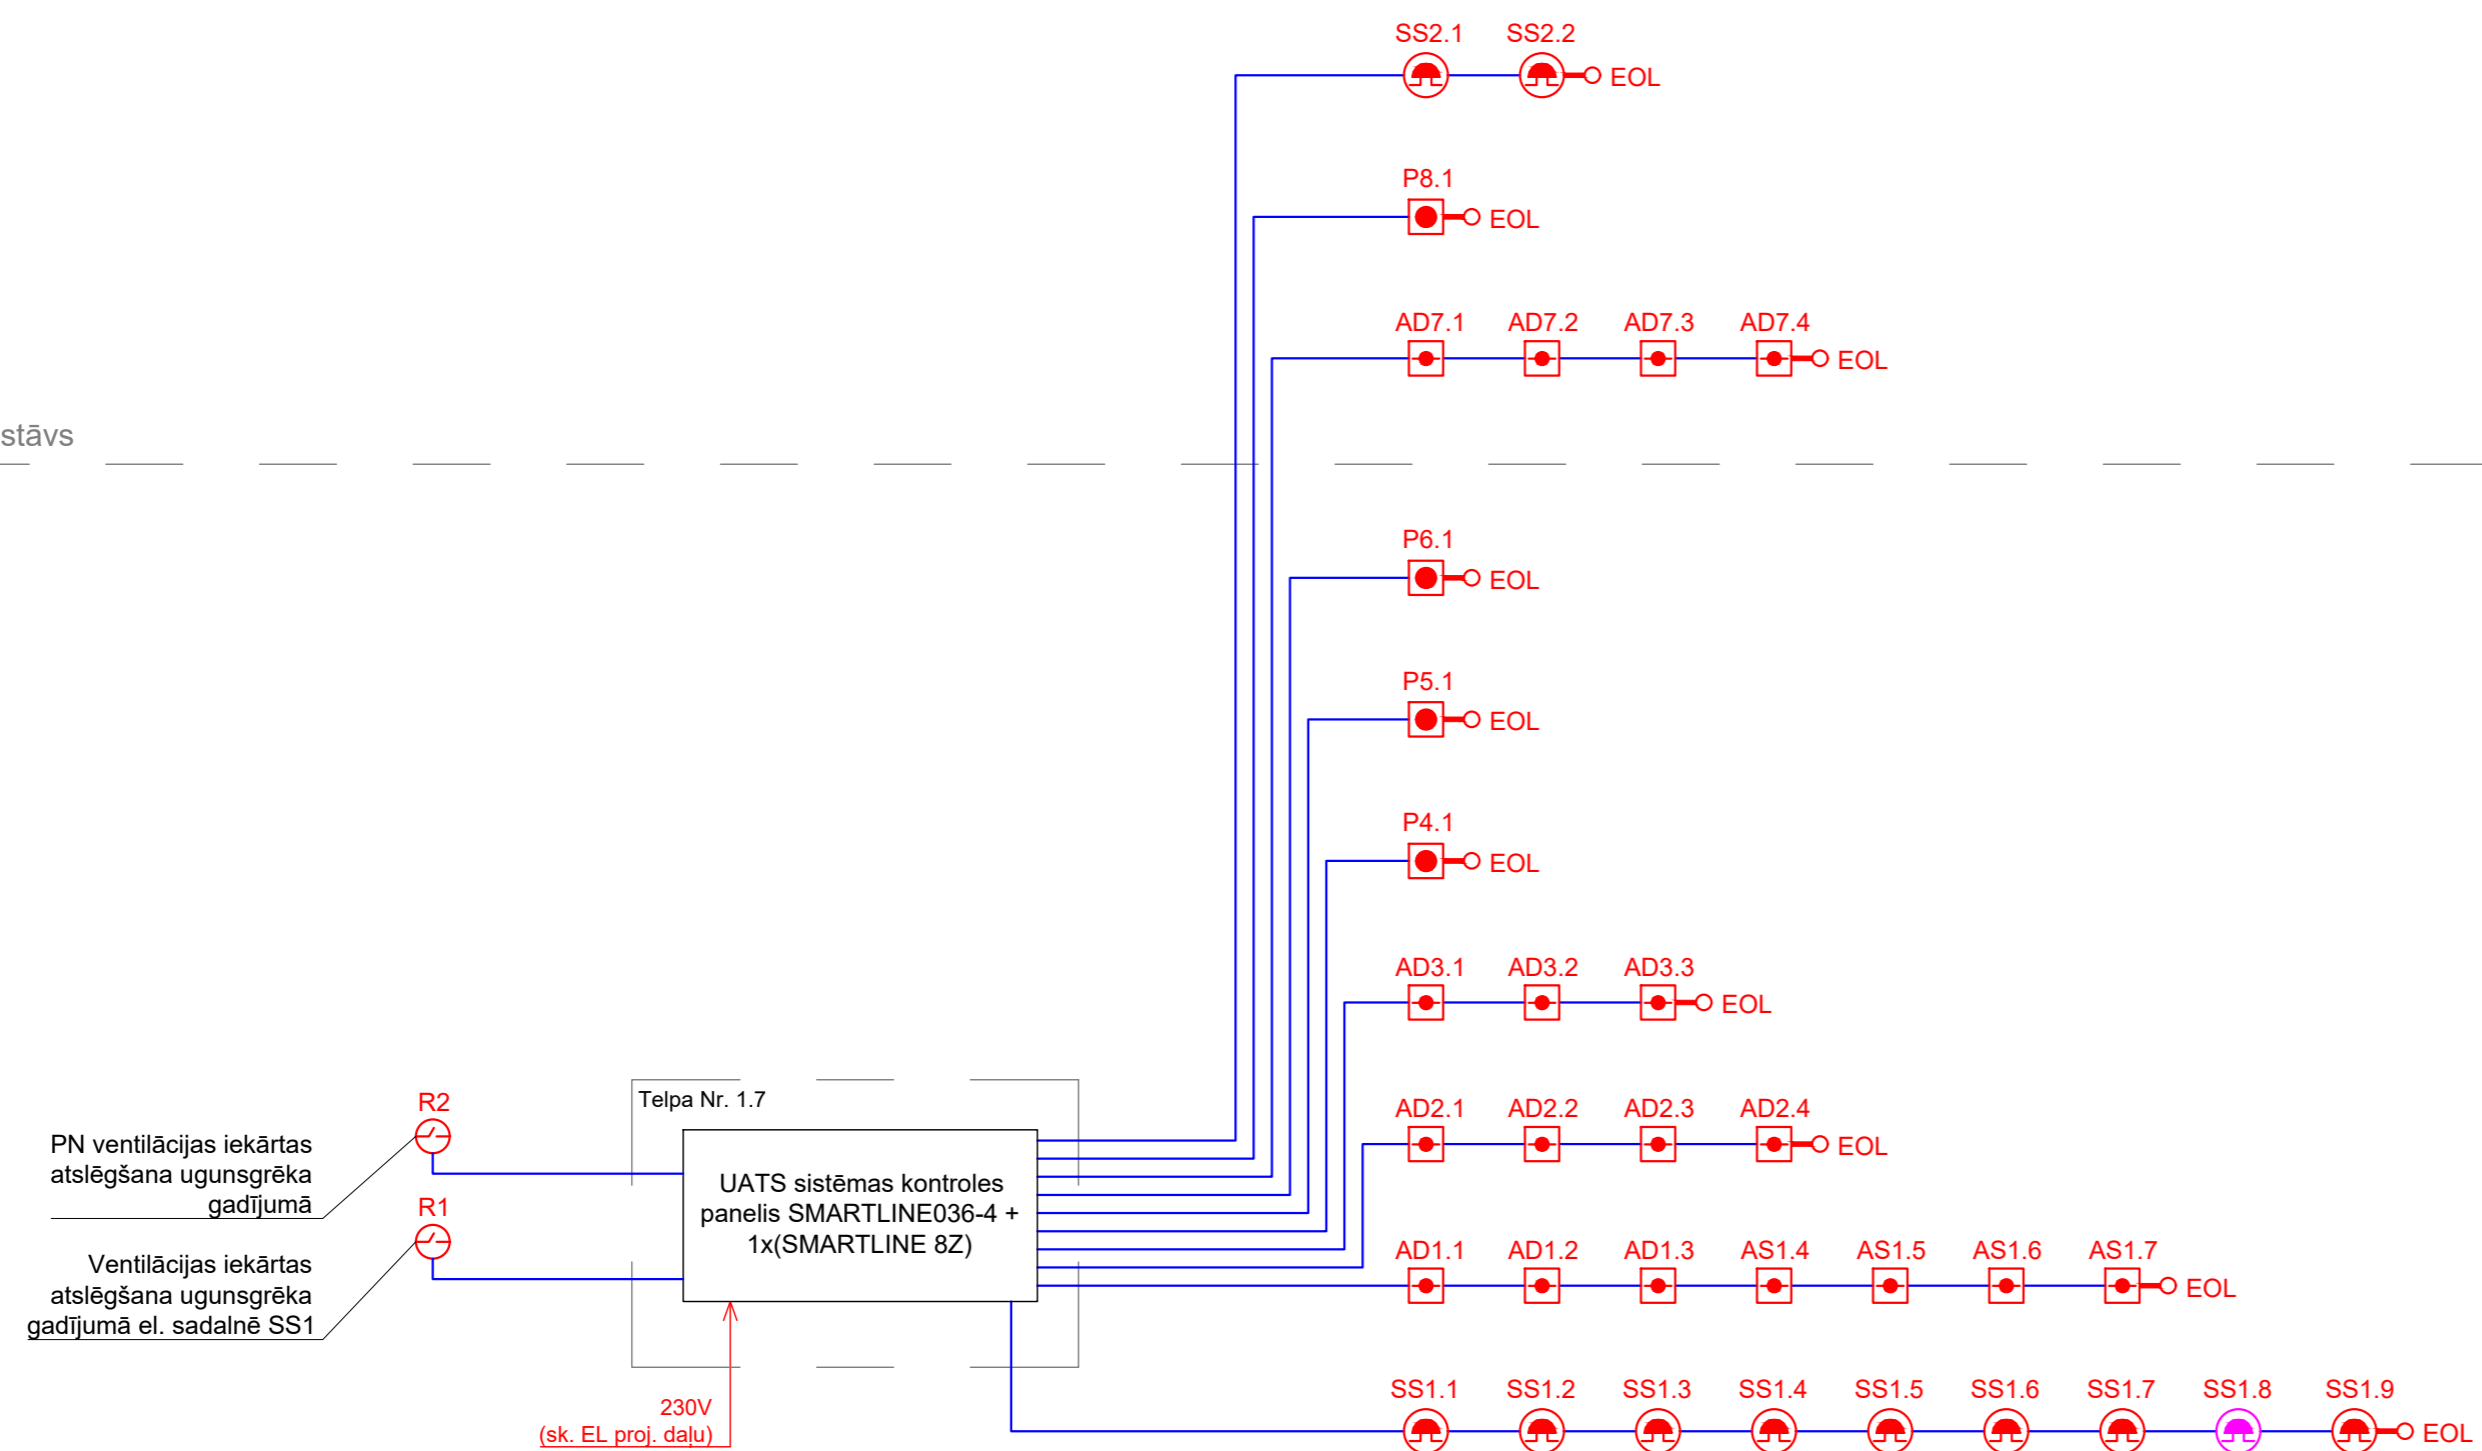 SS2.1 SS2.2
EOL
P8.1
EOL
AD7.1 AD7.2 AD7.3 AD7.4
EOL
stāvs
P6.1
EOL
P5.1
EOL
P4.1
EOL
AD3.1 AD3.2 AD3.3
EOL
R2
PN ventilācijas iekārtas
atslēgšana ugunsgrēka
gadījumā
R1
Ventilācijas iekārtas
atslēgšana ugunsgrēka
gadījumā el. sadalnē SS1
Telpa Nr. 1.7
UATS sistēmas kontroles
panelis SMARTLINE036-4 +
1x(SMARTLINE 8Z)
230V
(sk. EL proj. daļu)
AD2.1 AD2.2 AD2.3 AD2.4
EOL
AD1.1 AD1.2 AD1.3 AS1.4 AS1.5 AS1.6 AS1.7
EOL
SS1.1 SS1.2 SS1.3 SS1.4 SS1.5 SS1.6 SS1.7 SS1.8 SS1.9
EOL